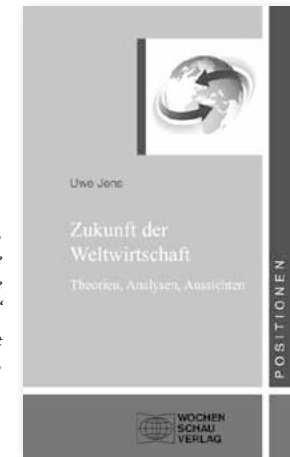 Uwe Jens
Zukunft der
Weltwirtschaft
Theorien, Analysen, Aussichten
POSITIONEN
WOCHEN
SCHAU
VERLAG